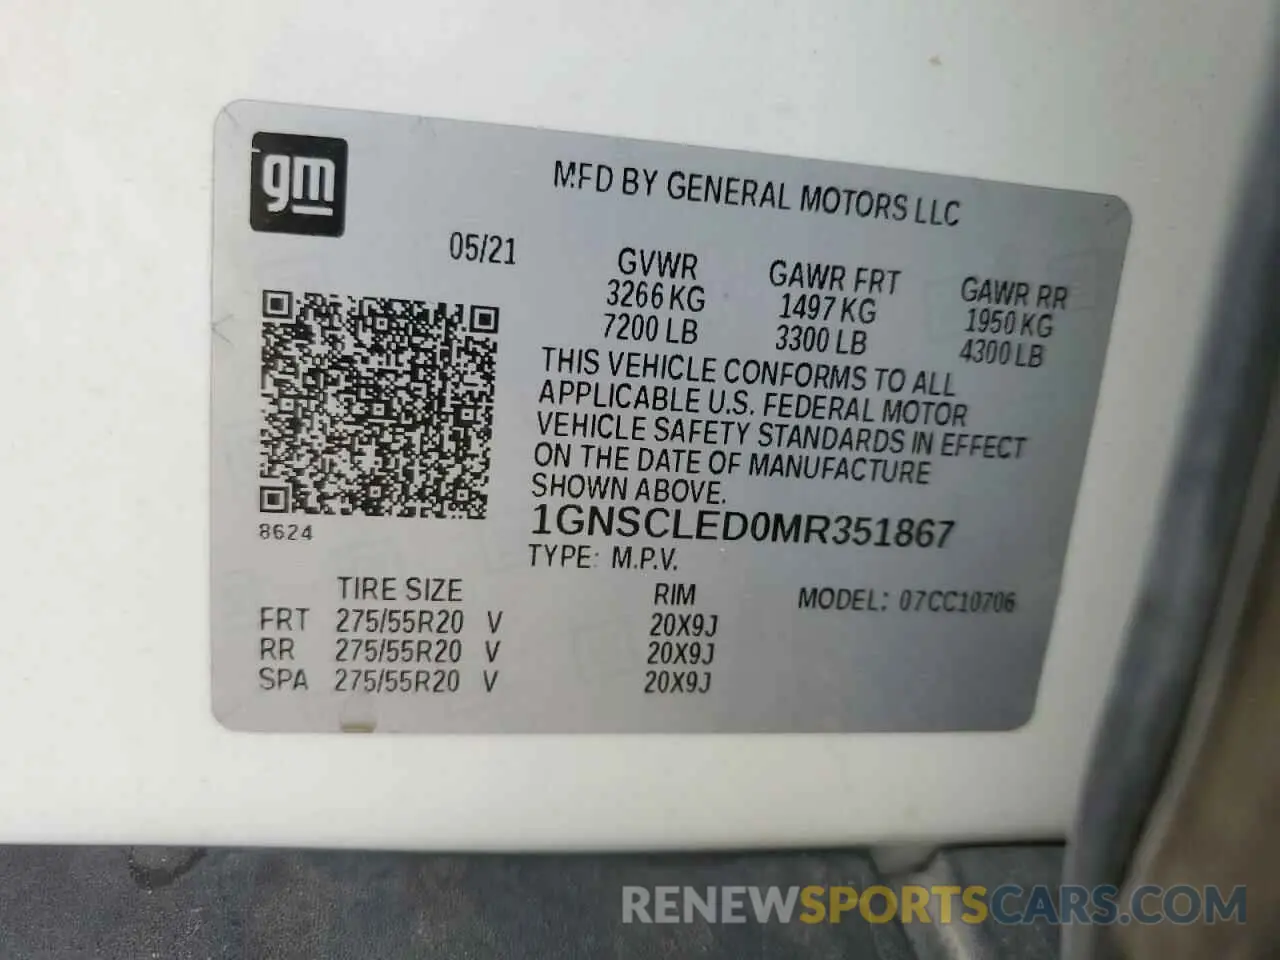 gm
MFD BY GENERAL MOTORS LLC
05/21
GVWR GAWR FRT GAWR RR
3266 KG 1497 KG 1950 KG
7200 LB 3300 LB 4300 LB
THIS VEHICLE CONFORMS TO ALL
APPLICABLE U.S. FEDERAL MOTOR
VEHICLE SAFETY STANDARDS IN EFFECT
ON THE DATE OF MANUFACTURE
SHOWN ABOVE.
8624
1GNSCLED0MR351867
TYPE: M.P.V.
TIRE SIZE RIM MODEL: 07CC10706
FRT 275/55R20 V 20X9J
RR 275/55R20 V 20X9J
SPA 275/55R20 V 20X9J
RENEWSPORTSCARS.COM